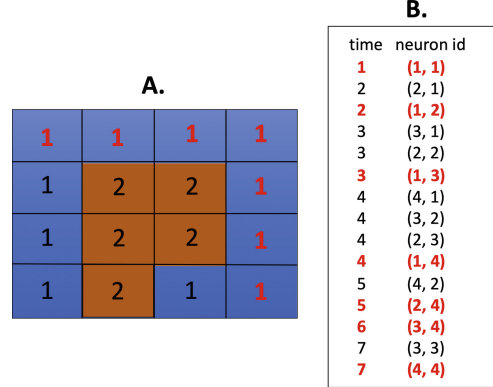 B.
A.
time neuron id
1 (1, 1)
2 (2, 1)
2 (1, 2)
3 (3, 1)
3 (2, 2)
3 (1, 3)
4 (4, 1)
4 (3, 2)
4 (2, 3)
4 (1, 4)
5 (4, 2)
5 (2, 4)
6 (3, 4)
7 (3, 3)
7 (4, 4)
1 1 1 1
1 2 2 1
1 2 2 1
1 2 1 1